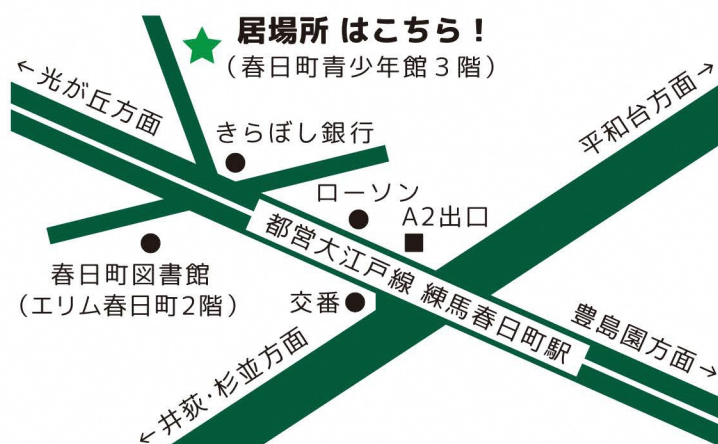 居場所 はこちら！
（春日町青少年館３階）
←光が丘方面
平和台方面→
きらぼし銀行
ローソン
A2出口
都営大江戸線 練馬春日町駅
春日町図書館
（エリム春日町2階）
交番
豊島園方面→
←井荻・杉並方面